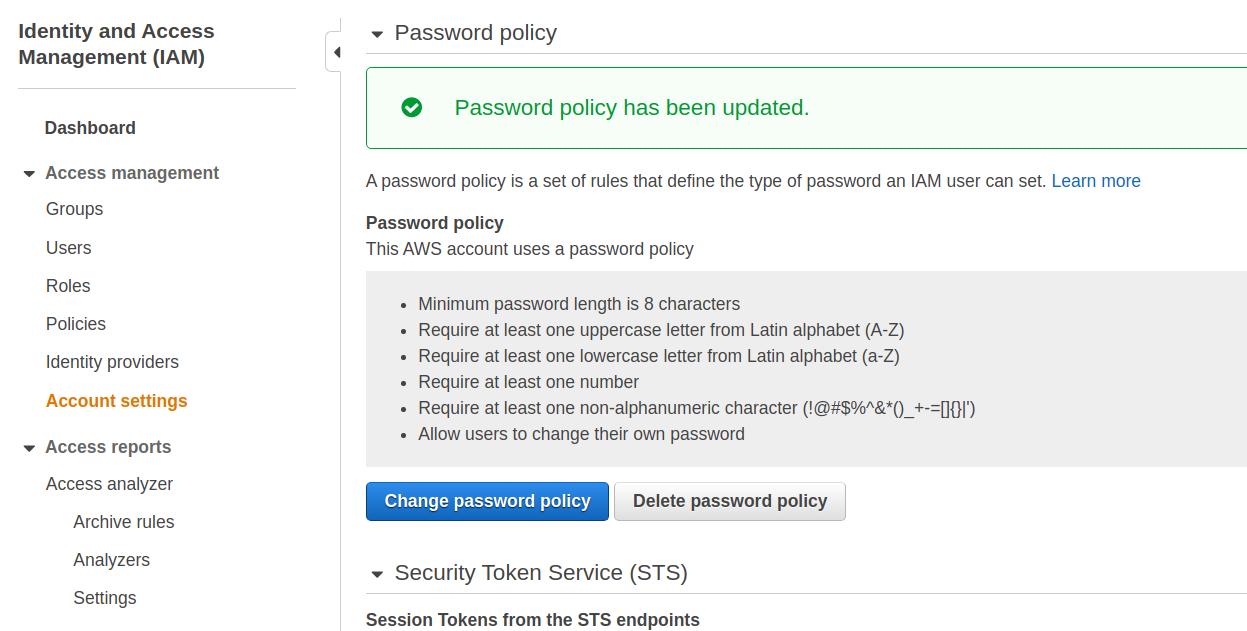 Identity and Access
Management (IAM)
Dashboard
Access management
Groups
Users
Roles
Policies
Identity providers
Account settings
Access reports
Access analyzer
Archive rules
Analyzers
Settings
Password policy
Password policy has been updated.
A password policy is a set of rules that define the type of password an IAM user can set. Learn more
Password policy
This AWS account uses a password policy
• Minimum password length is 8 characters
• Require at least one uppercase letter from Latin alphabet (A-Z)
• Require at least one lowercase letter from Latin alphabet (a-Z)
• Require at least one number
• Require at least one non-alphanumeric character (!@#$%^&*()_+-=[]{}|')
• Allow users to change their own password
Change password policy
Delete password policy
Security Token Service (STS)
Session Tokens from the STS endpoints